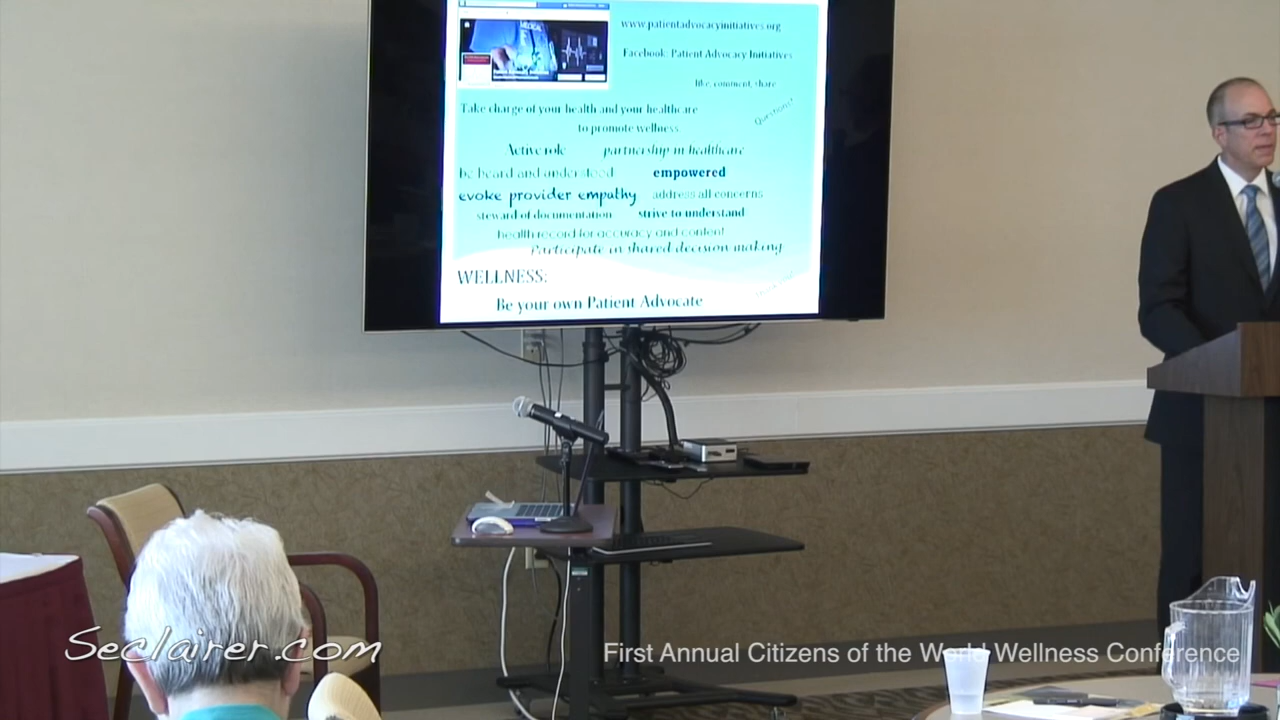 MEDICAL
www.patientadvocacyinitiatives.org
Facebook: Patient Advocacy Initiatives
like, comment, share
Take charge of your health and your healthcare
to promote wellness
Questions?
Active role partnership in healthcare
be heard and understood empowered
evoke provider empathy address all concerns
steward of documentation strive to understand
health record for accuracy and content
Participate in shared decision making
WELLNESS:
Be your own Patient Advocate
Seclairer.com
First Annual Citizens of the World Wellness Conference